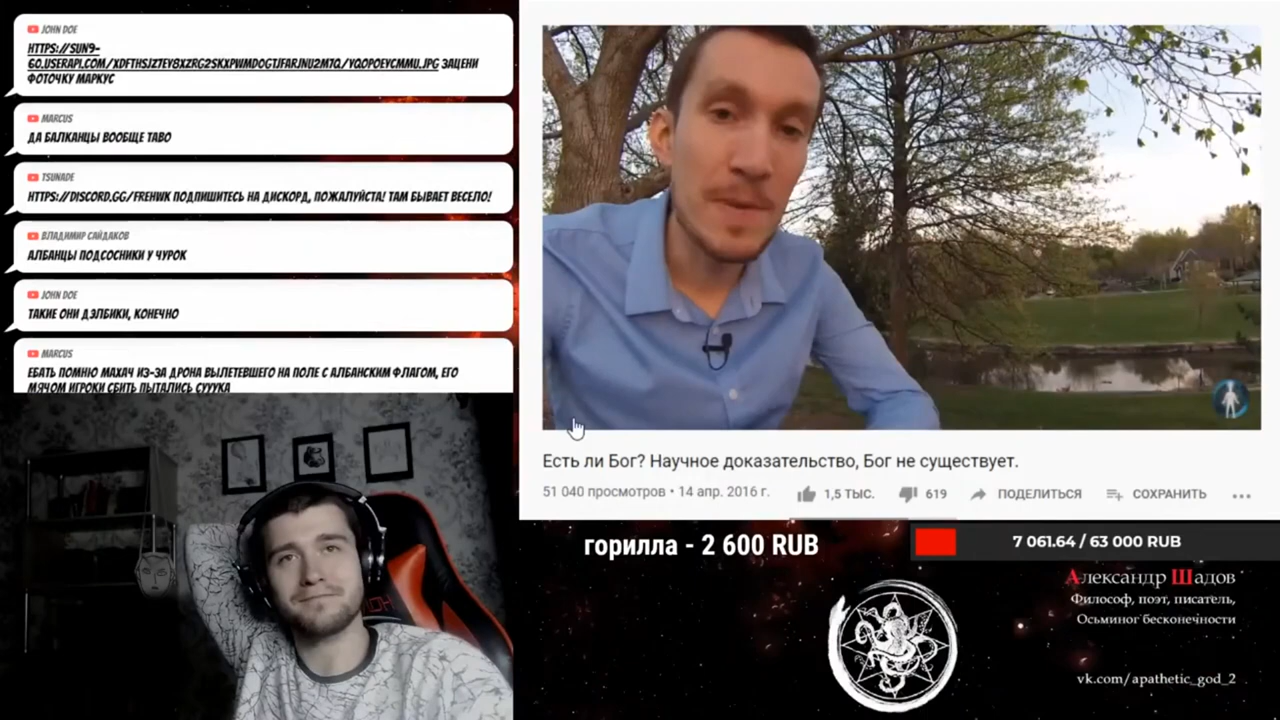 JOHN DOE
HTTPS://SUN9-
60.USERAPI.COM/XDFTHSJZ7EY8XZRG2SKXPWMDOGTJFARJNU2M7Q/YQOPOEYCMMU.JPG ЗАЦЕНИ
ФОТОЧКУ МАРКУС
MARCUS
ДА БАЛКАНЦЫ ВООБЩЕ ТАВО
TSUNADE
HTTPS://DISCORD.GG/FREHWK ПОДПИШИТЕСЬ НА ДИСКОРД, ПОЖАЛУЙСТА! ТАМ БЫВАЕТ ВЕСЕЛО!
ВЛАДИМИР САЙДАКОВ
АЛБАНЦЫ ПОДСОСНИКИ У ЧУРОК
JOHN DOE
ТАКИЕ ОНИ ДЭЛБИКИ, КОНЕЧНО
MARCUS
ЕБАТЬ ПОМНЮ МАХАЧ ИЗ-ЗА ДРОНА ВЫЛЕТЕВШЕГО НА ПОЛЕ С АЛБАНСКИМ ФЛАГОМ, ЕГО
МЯЧОМ ИГРОКИ СБИТЬ ПЫТАЛИСЬ СУУУКА
Есть ли Бог? Научное доказательство, Бог не существует.
51 040 просмотров • 14 апр. 2016 г.
1,5 ТЫС.
619
ПОДЕЛИТЬСЯ
СОХРАНИТЬ
горилла - 2 600 RUB
7 061.64 / 63 000 RUB
Александр Шадов
Философ, поэт, писатель,
Осьминог бесконечности
vk.com/apathetic_god_2